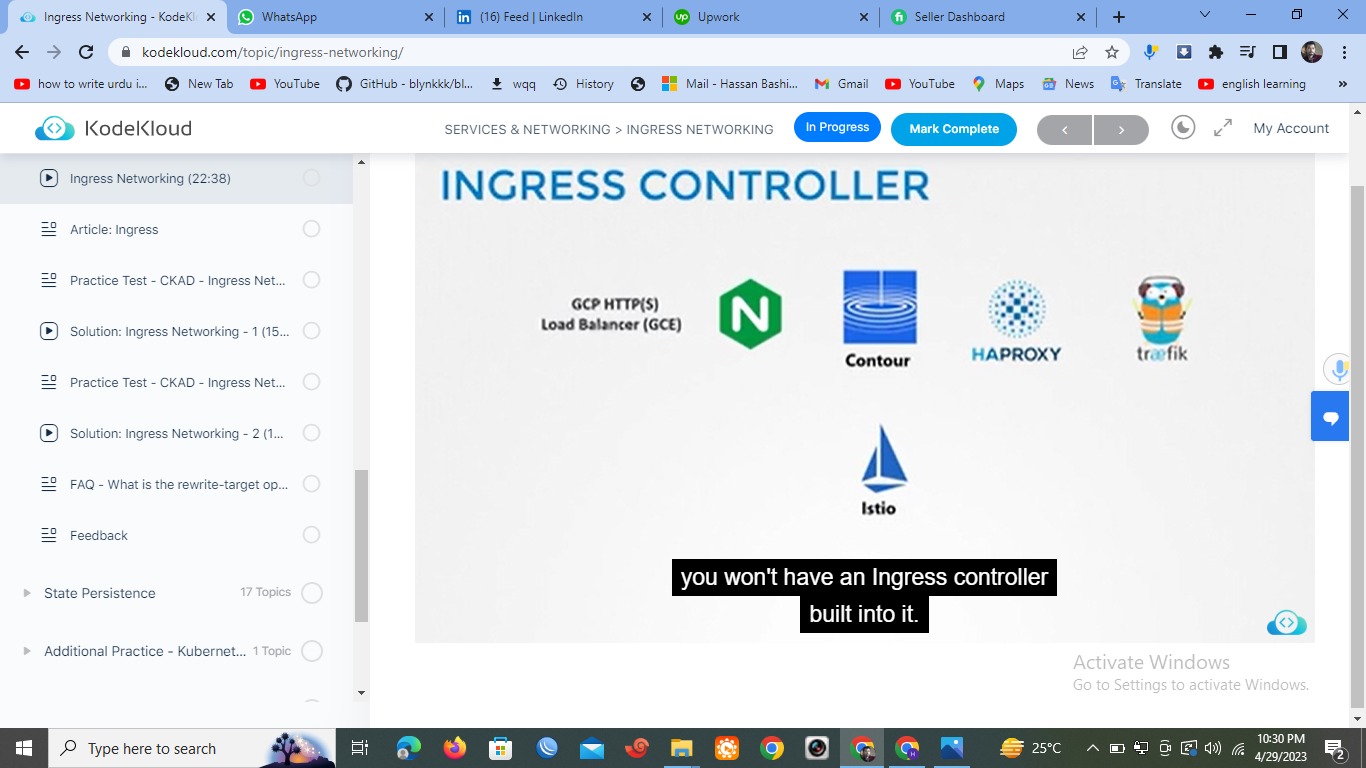 Ingress Networking - KodeKl
WhatsApp
(16) Feed | LinkedIn
Upwork
Seller Dashboard
kodekloud.com/topic/ingress-networking/
how to write urdu i...
New Tab
YouTube
GitHub - blynkkk/bl...
wqq
History
Mail - Hassan Bashi...
Gmail
YouTube
Maps
News
Translate
english learning
»
KodeKloud
SERVICES & NETWORKING > INGRESS NETWORKING
In Progress
Mark Complete
<
>
My Account
Ingress Networking (22:38)
Article: Ingress
Practice Test - CKAD - Ingress Net...
Solution: Ingress Networking - 1 (15...
Practice Test - CKAD - Ingress Net...
Solution: Ingress Networking - 2 (1...
FAQ - What is the rewrite-target op...
Feedback
State Persistence
17 Topics
Additional Practice - Kubernet...
1 Topic
INGRESS CONTROLLER
GCP HTTP(S)
Load Balancer (GCE)
N
Contour
HAPROXY
træfik
Istio
you won't have an Ingress controller
built into it.
Activate Windows
Go to Settings to activate Windows.
Type here to search
25°C
10:30 PM
4/29/2023
2